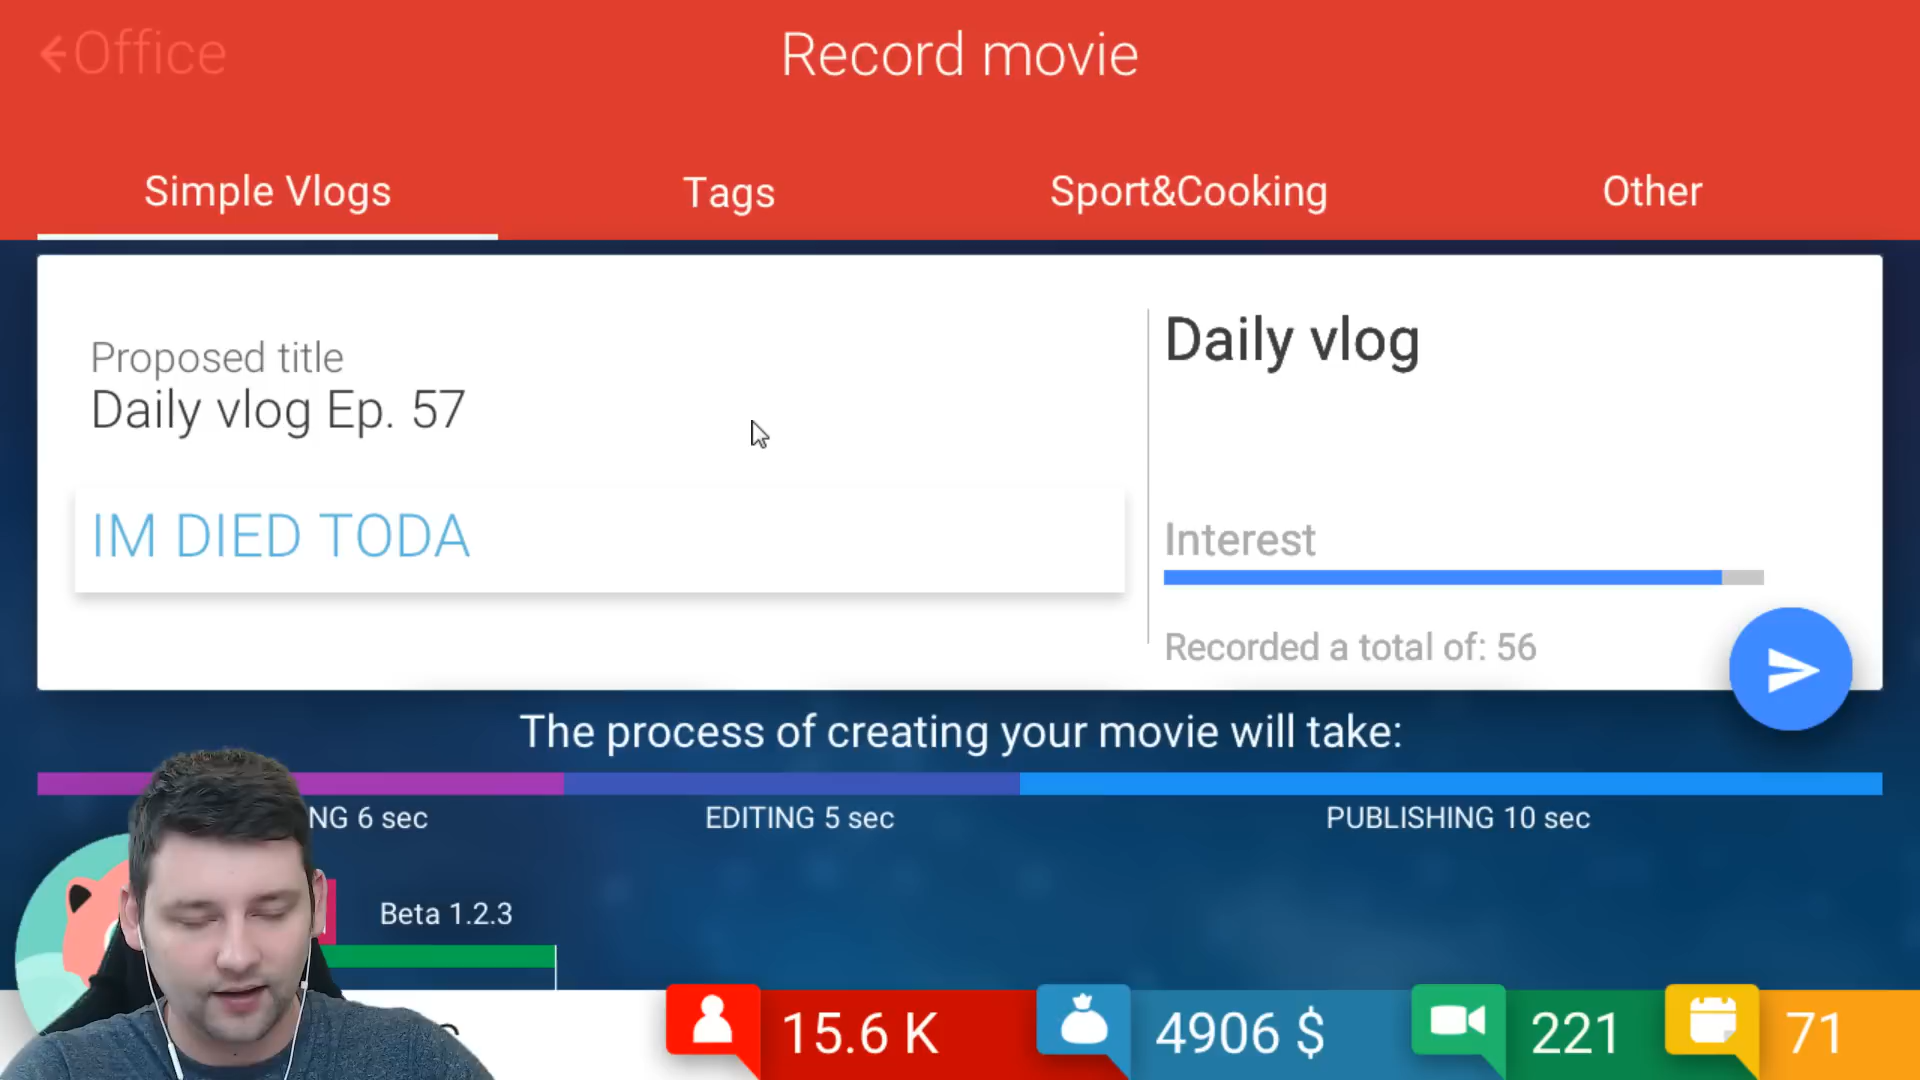 Office
Record movie
Simple Vlogs
Tags
Sport&Cooking
Other
Proposed title
Daily vlog Ep. 57
IM DIED TODA
Daily vlog
Interest
Recorded a total of: 56
The process of creating your movie will take:
NG 6 sec
EDITING 5 sec
PUBLISHING 10 sec
Beta 1.2.3
15.6 K
4906 $
221
71